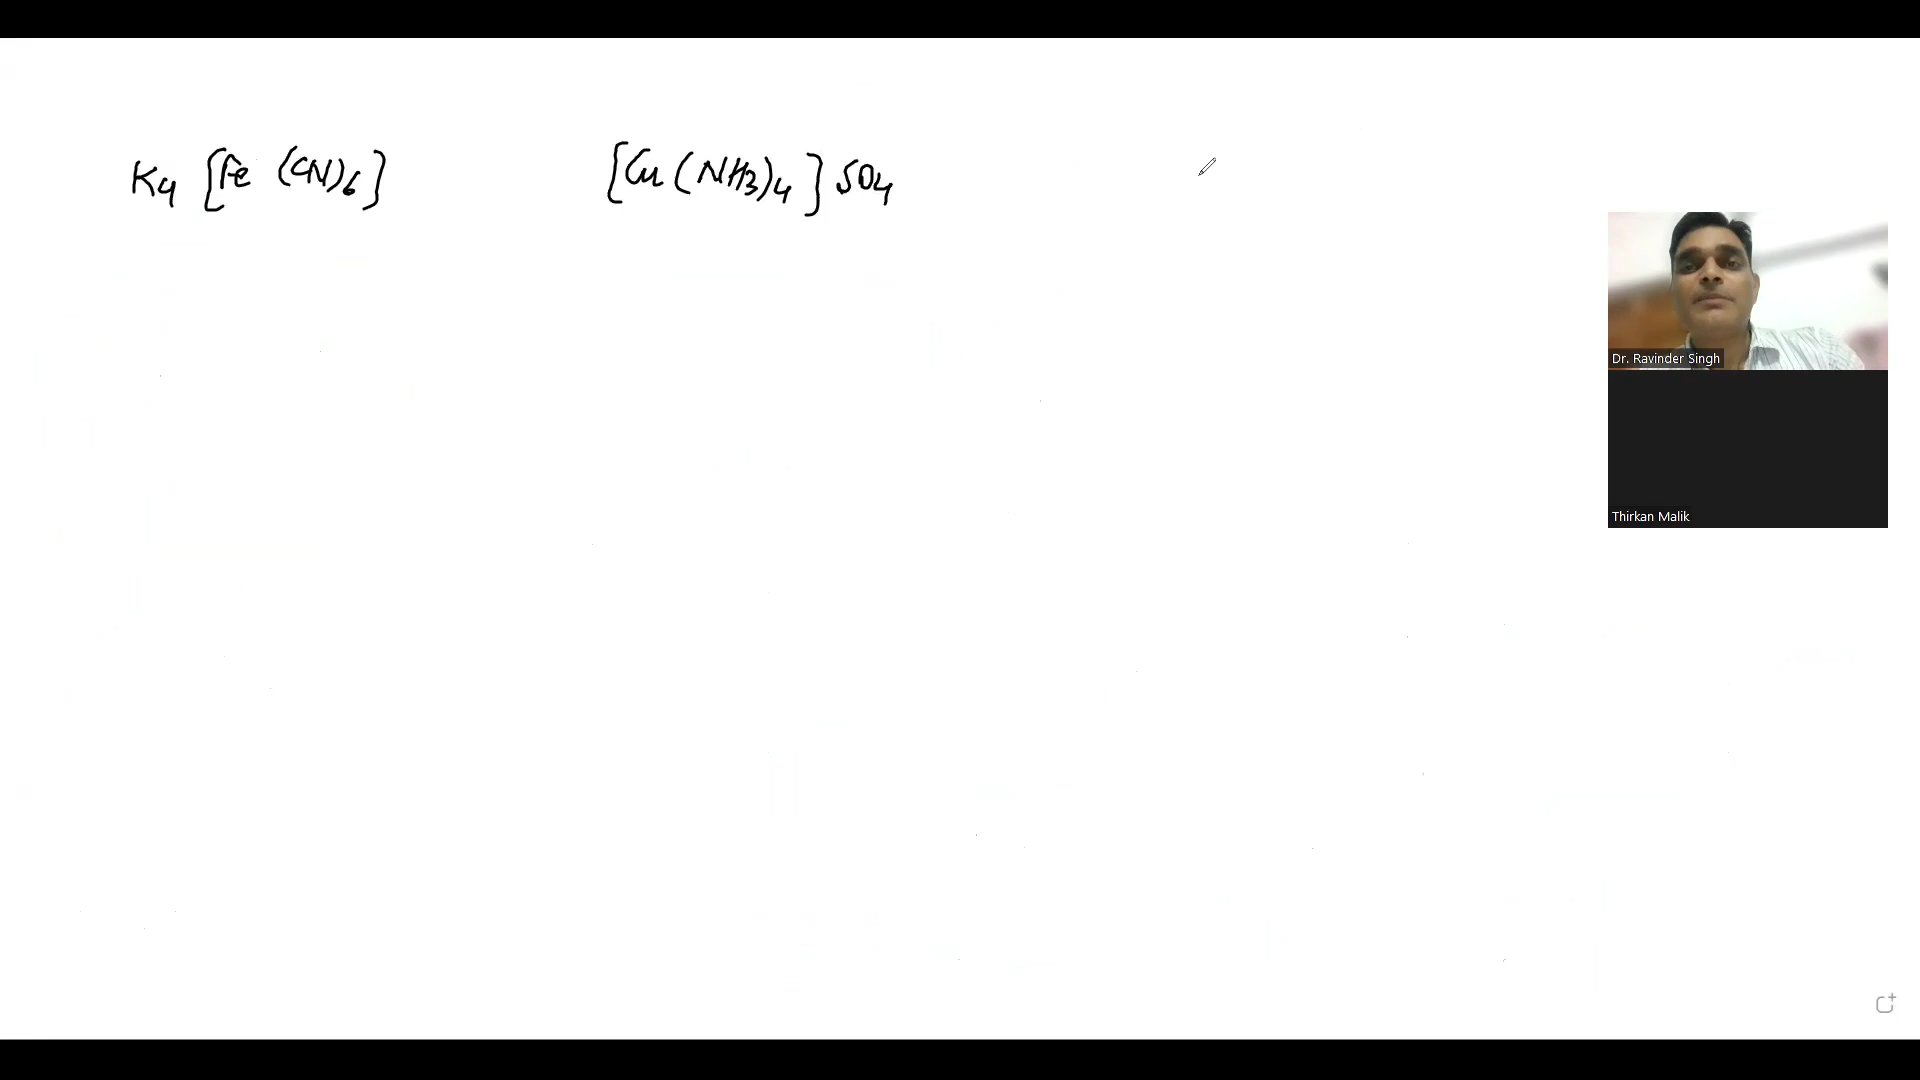 K4 [Fe (CN)6] [Cu (NH3)4] SO4
Dr. Ravinder Singh
Thirkan Malik